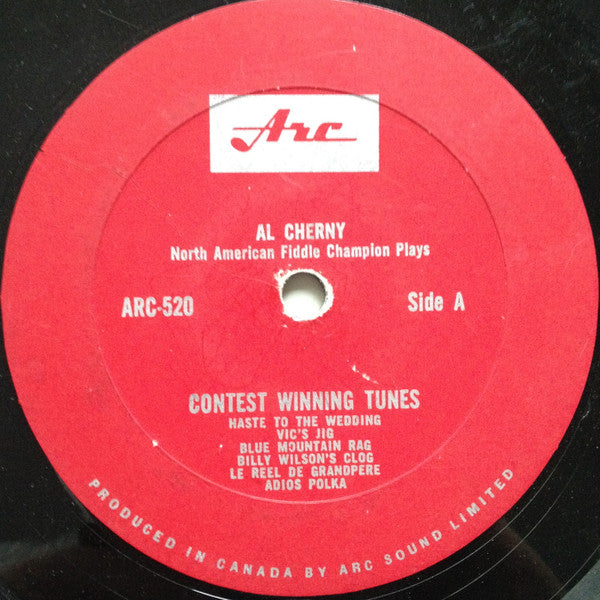 Arc
AL CHERNY
North American Fiddle Champion Plays
ARC-520
Side A
CONTEST WINNING TUNES
HASTE TO THE WEDDING
VIC'S JIG
BLUE MOUNTAIN RAG
BILLY WILSON'S CLOG
LE REEL DE GRANDPERE
ADIOS POLKA
PRODUCED IN CANADA BY ARC SOUND LIMITED